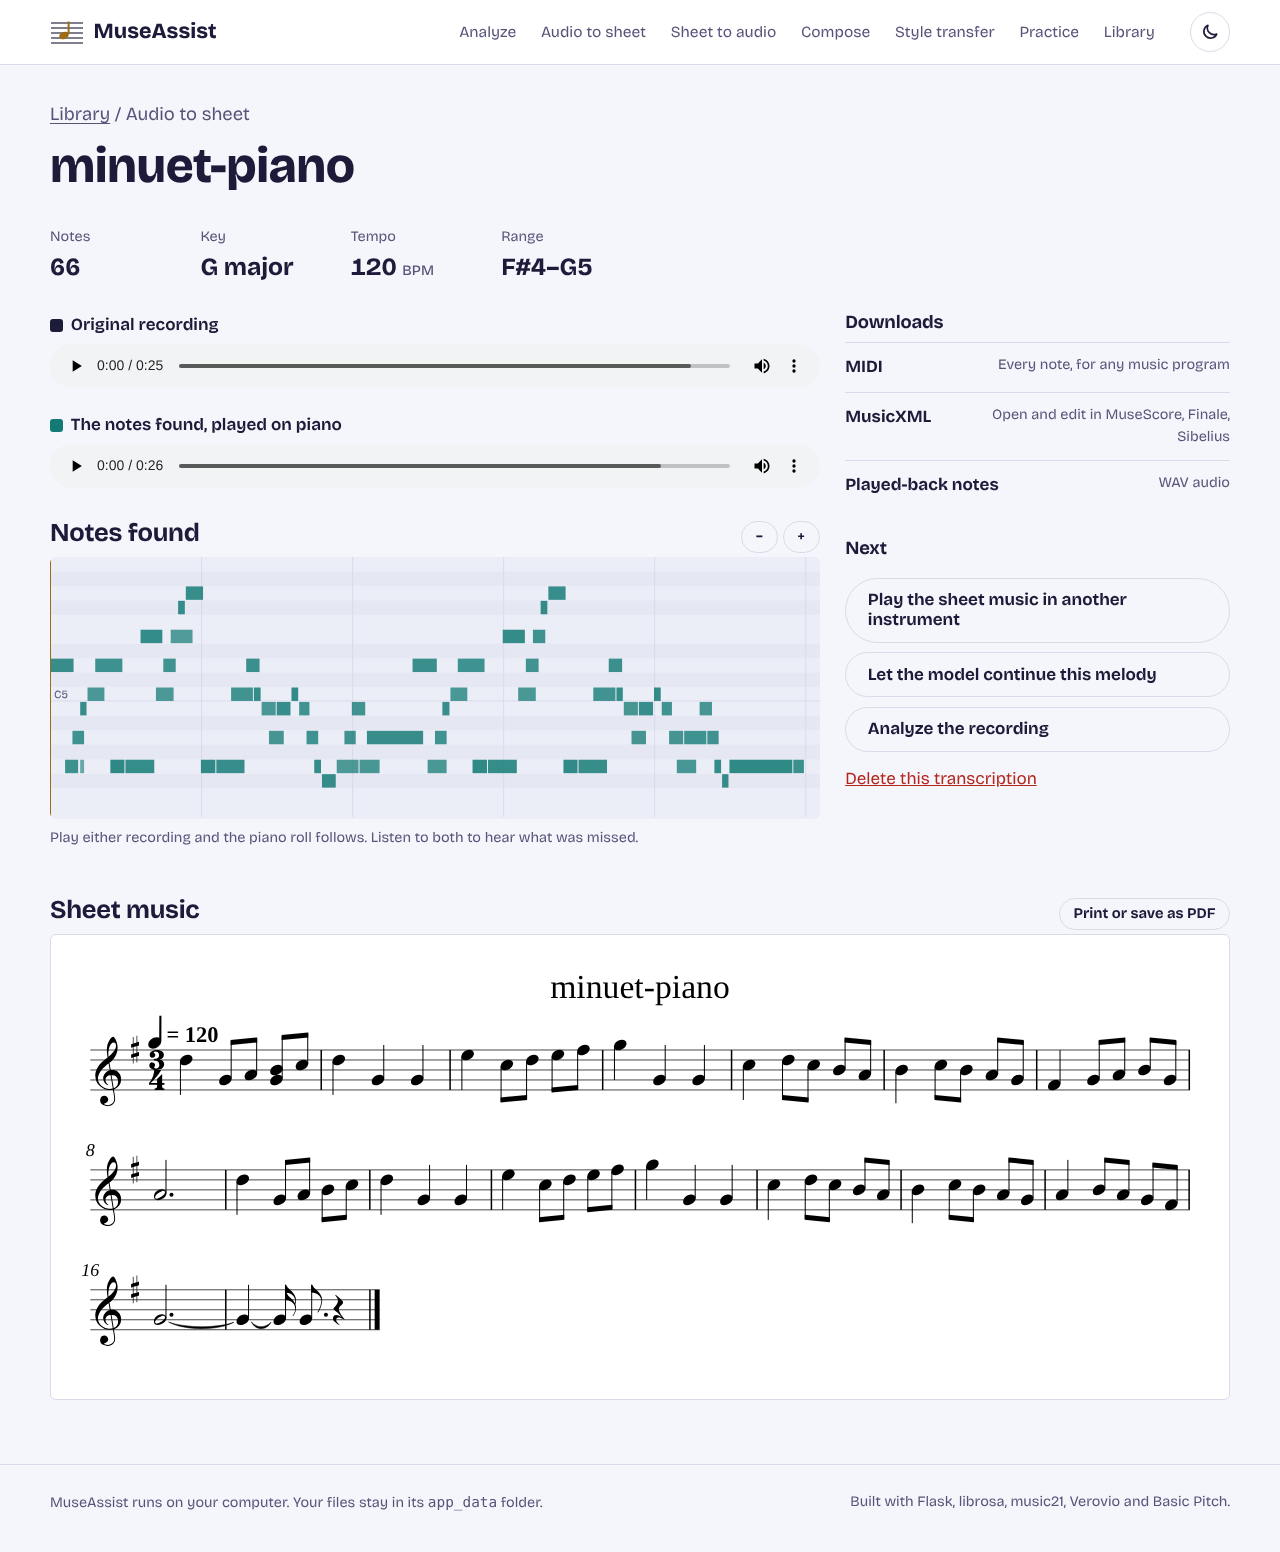 MuseAssist
Analyze Audio to sheet Sheet to audio Compose Style transfer Practice Library
Library / Audio to sheet
minuet-piano
Notes Key Tempo Range
66 G major 120 BPM F#4–G5
Original recording
0:00 / 0:25
The notes found, played on piano
0:00 / 0:26
Notes found
- +
C5
Play either recording and the piano roll follows. Listen to both to hear what was missed.
Downloads
MIDI Every note, for any music program
MusicXML Open and edit in MuseScore, Finale,
Sibelius
Played-back notes WAV audio
Next
Play the sheet music in another
instrument
Let the model continue this melody
Analyze the recording
Delete this transcription
Sheet music
Print or save as PDF
minuet-piano
= 120
3
4
8
16
MuseAssist runs on your computer. Your files stay in its app_data folder.
Built with Flask, librosa, music21, Verovio and Basic Pitch.